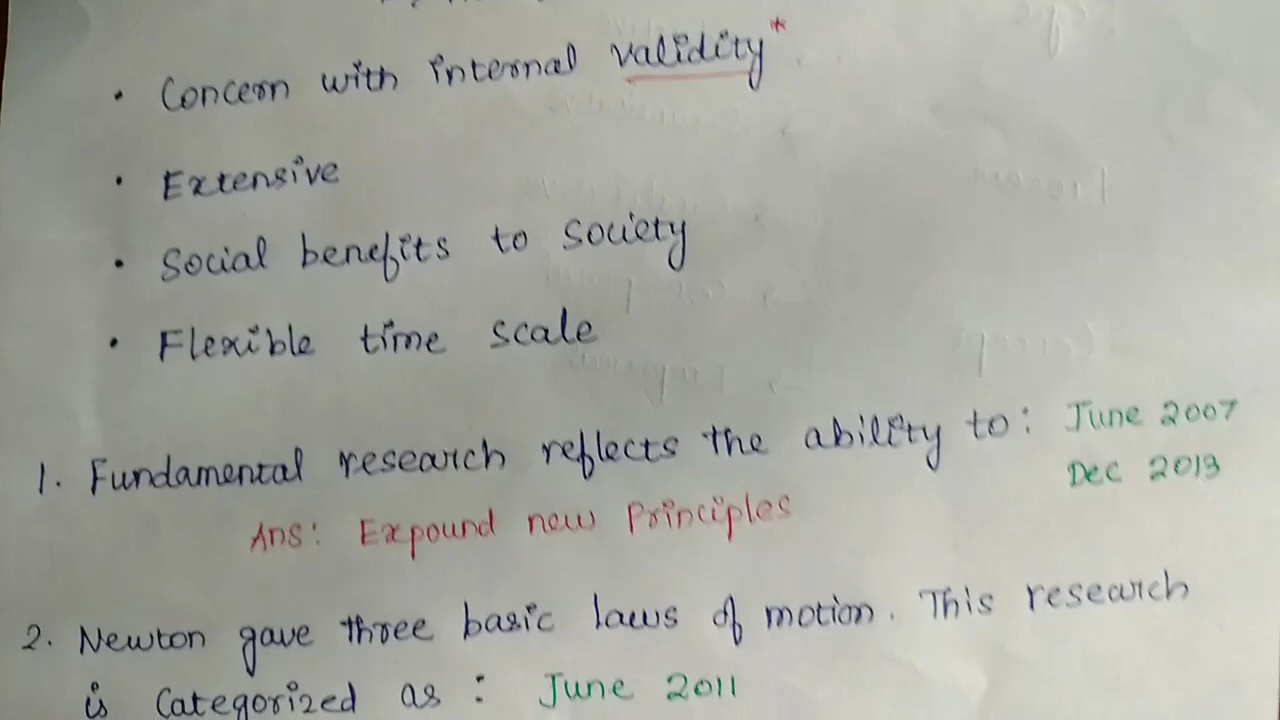 • Concern with internal validity*
• Extensive
• Social benefits to society
• Flexible time scale
1. Fundamental research reflects the ability to: June 2007
Dec 2013
Ans: Expound new Principles
2. Newton gave three basic laws of motion. This research
is Categorized as: June 2011